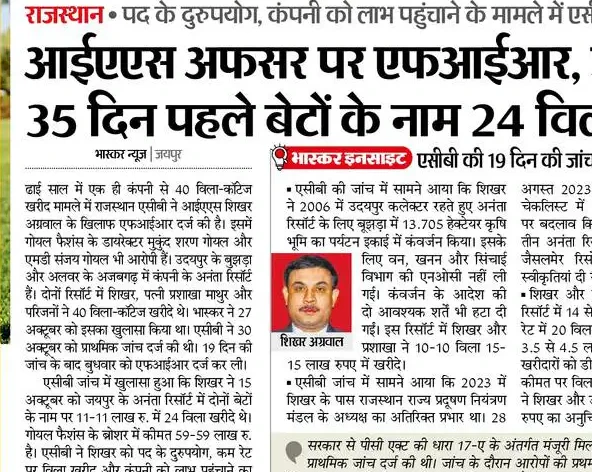 राजस्थान • पद के दुरुपयोग, कंपनी को लाभ पहुंचाने के मामले में
आईएएस अफसर पर एफआईआर,
35 दिन पहले बेटों के नाम 24
भास्कर न्यूज | जयपुर
ढाई साल में एक ही कंपनी से 40 विला-कॉटेज
खरीद मामले में राजस्थान एसीबी ने आईएएस शिखर
अग्रवाल के खिलाफ एफआईआर दर्ज की है। इसमें
गोयल फैशंस के डायरेक्टर मुकुंद शरण गोयल और
एमडी संजय गोयल भी आरोपी हैं। उदयपुर के बूझड़ा
और अलवर के अजबगढ़ में कंपनी के अनंता रिसॉर्ट
हैं। दोनों रिसॉर्ट में शिखर, पत्नी प्रशाखा माथुर और
परिजनों ने 40 विला-कॉटेज खरीदे थे। भास्कर ने 27
अक्टूबर को इसका खुलासा किया था। एसीबी ने 30
अक्टूबर को प्राथमिक जांच दर्ज की थी। 19 दिन की
जांच के बाद बुधवार को एफआईआर दर्ज कर ली।
एसीबी जांच में खुलासा हुआ कि शिखर ने 15
अक्टूबर को जयपुर के अनंता रिसॉर्ट में दोनों बेटों
के नाम पर 11-11 लाख रु. में 24 विला खरीदे थे।
गोयल फैशंस के ब्रोशर में कीमत 59-59 लाख रु.
है। एसीबी ने शिखर को पद के दुरुपयोग, कम रेट
पर विला खरीद और कंपनी को लाभ पहुंचाने का
भास्कर इनसाइट एसीबी की 19 दिन की जांच
• एसीबी की जांच में सामने आया कि शिखर
ने 2006 में उदयपुर कलेक्टर रहते हुए अनंता
रिसॉर्ट के लिए बूझड़ा में 13.705 हेक्टेयर कृषि
भूमि का पर्यटन इकाई में कंवर्जन किया। इसके
लिए वन, खनन और सिंचाई
विभाग की एनओसी नहीं ली
गई। कंवर्जन के आदेश की
दो आवश्यक शर्तें भी हटा दी
गईं। इस रिसॉर्ट में शिखर और
प्रशाखा ने 10-10 विला 15-
15 लाख रुपए में खरीदे।
शिखर अग्रवाल
• एसीबी की जांच में सामने आया कि 2023 में
शिखर के पास राजस्थान राज्य प्रदूषण नियंत्रण
मंडल के अध्यक्ष का अतिरिक्त प्रभार था। 28
अगस्त 2023
चेकलिस्ट में
पर बदलाव
तीन अनंता
जैसलमेर
स्वीकृतियां
• शिखर और
रिसॉर्ट में 14 से
रेट में 20
3.5 से 4.5
खरीदारों को
कीमत पर
ने शिखर और
रुपए का
सरकार से पीसी एक्ट की धारा 17-ए के अंतर्गत मंजूरी
प्राथमिक जांच दर्ज की थी। जांच के दौरान आरोपों की